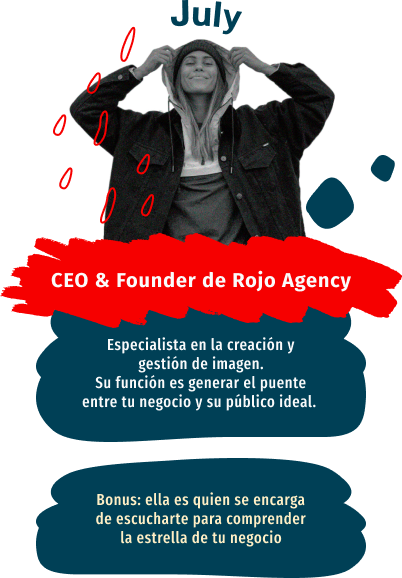 July
CEO & Founder de Rojo Agency
Especialista en la creación y
gestión de imagen.
Su función es generar el puente
entre tu negocio y su público ideal.
Bonus: ella es quien se encarga
de escucharte para comprender
la estrella de tu negocio